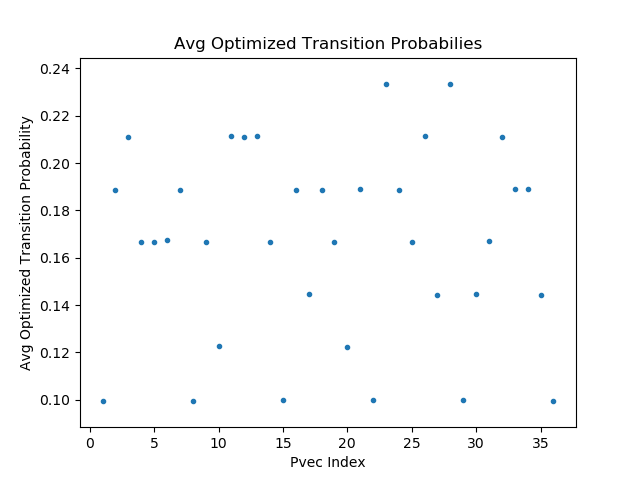 Avg Optimized Transition Probabilies
Avg Optimized Transition Probability
0.24
0.22
0.20
0.18
0.16
0.14
0.12
0.10
0 5 10 15 20 25 30 35
Pvec Index